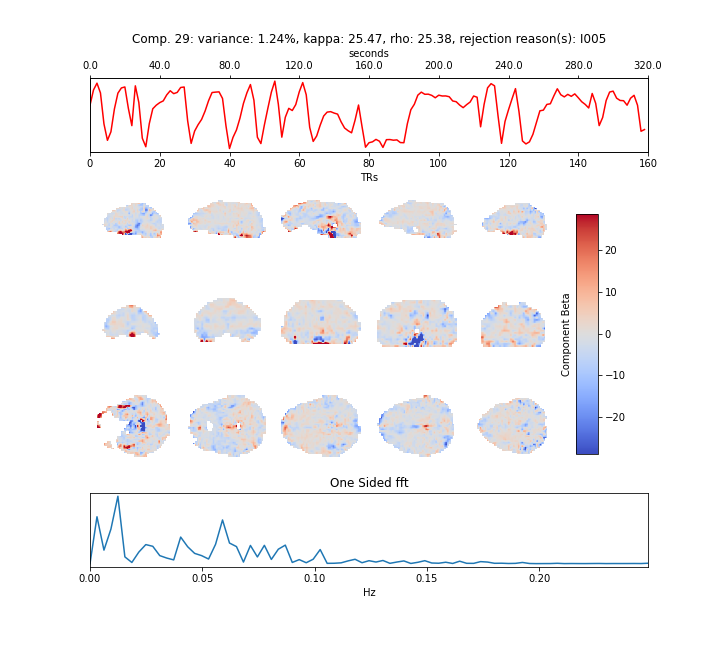 Comp. 29: variance: 1.24%, kappa: 25.47, rho: 25.38, rejection reason(s): I005
seconds
0.0 40.0 80.0 120.0 160.0 200.0 240.0 280.0 320.0
0 20 40 60 80 100 120 140 160
TRs
20
10
0
−10
−20
Component Beta
One Sided fft
0.00 0.05 0.10 0.15 0.20
Hz